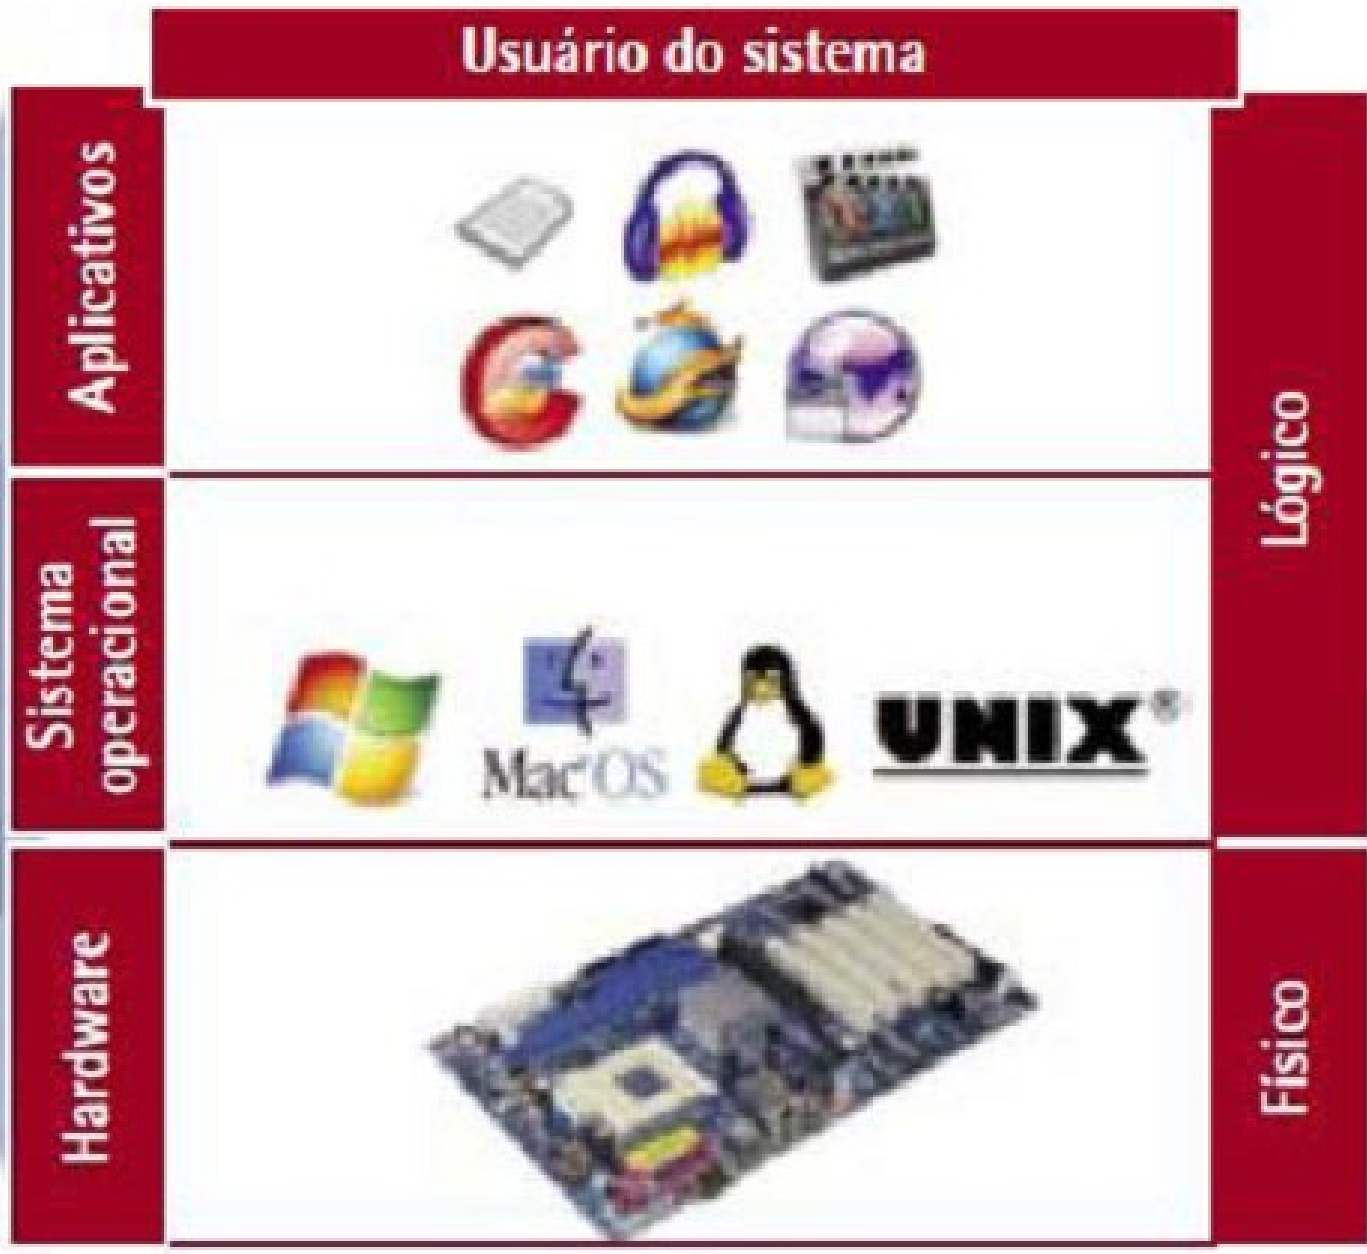 Usuário do sistema
Aplicativos
Lógico
Sistema
operacional
Mac OS
UNIX®
Hardware
Físico